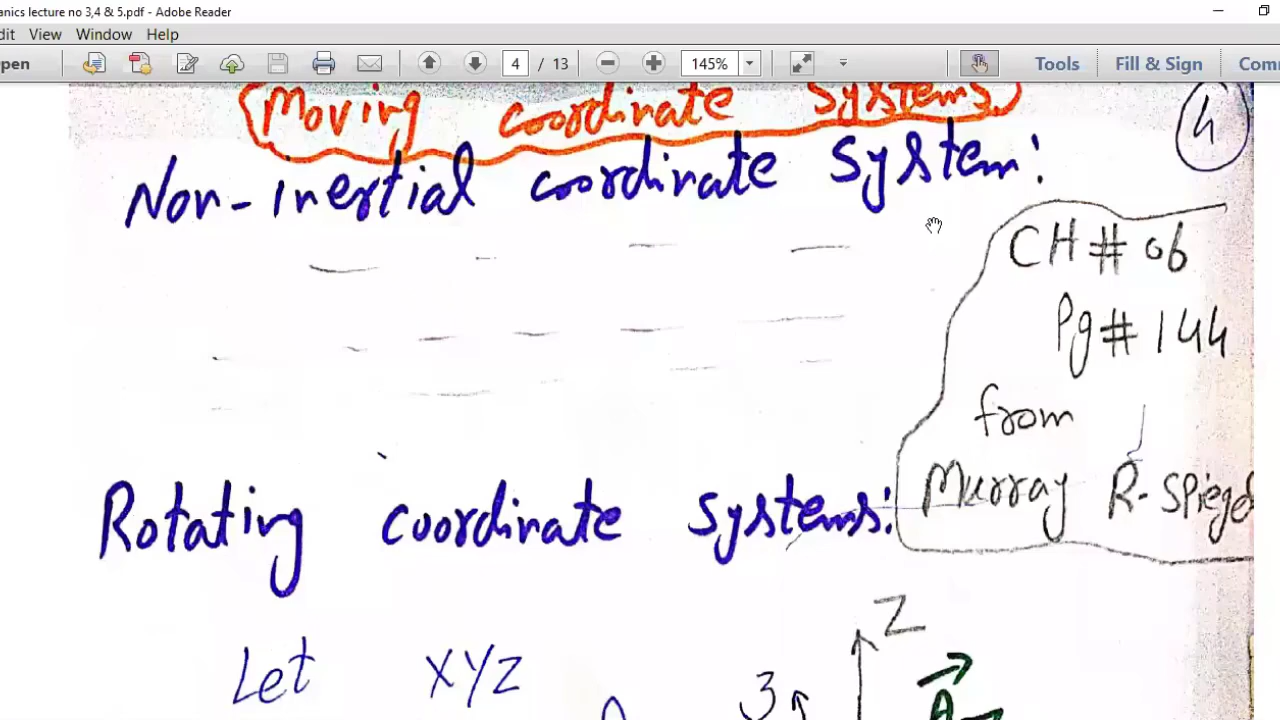 anics lecture no 3,4 & 5.pdf - Adobe Reader
dit View Window Help
pen 4 / 13 145% Tools Fill & Sign Comm
(Moving coordinate systems)
4
Non-inertial coordinate system:
CH # 06
Pg # 144
from
Murray R. Spiegel
Rotating coordinate systems:
Let XYZ
Z
3
A